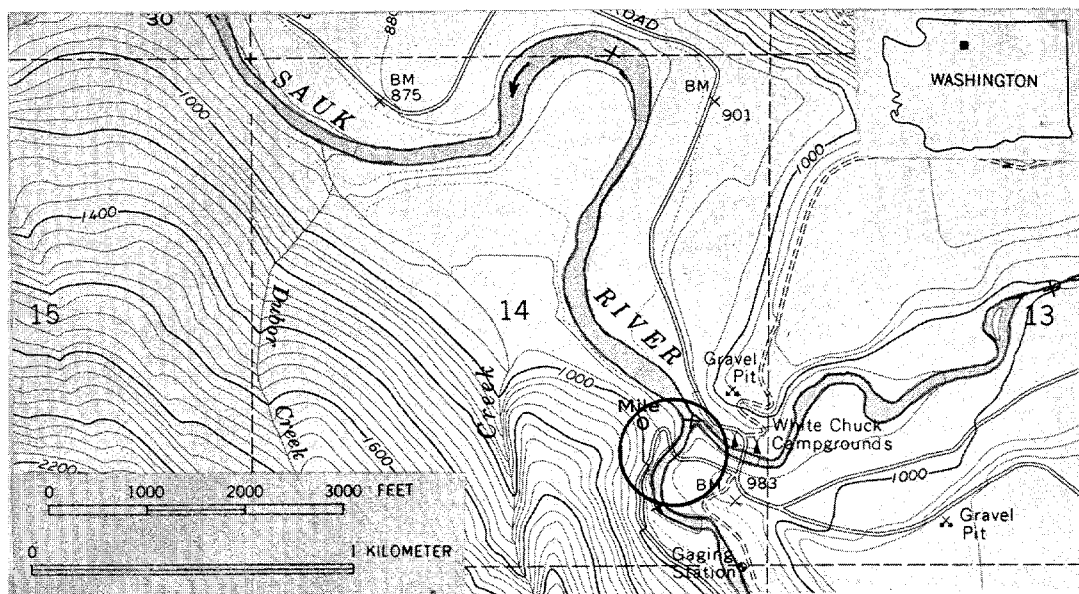 30
880
ROAD
SAUK
BM
875
BM
901
WASHINGTON
1000
1000
1400
15
14
13
RIVER
Dubor
Creek
Creek
Gravel
Pit
1000
Mile
0
White Chuck
Campgrounds
BM
983
1000
1600
2200
Gravel
Pit
Gaging
Station
0 1000 2000 3000 FEET
0 1 KILOMETER